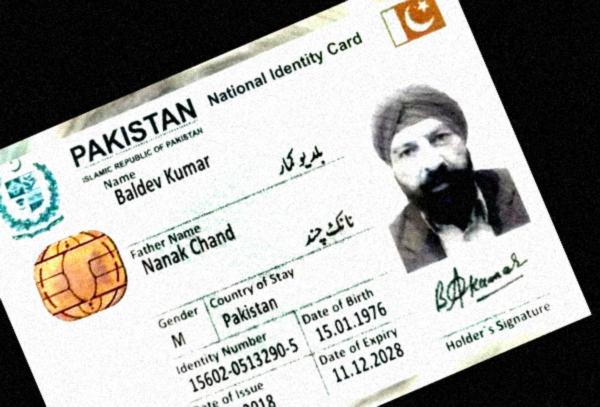 PAKISTAN National Identity Card
ISLAMIC REPUBLIC OF PAKISTAN
Name
Baldev Kumar
بلدیو کمار
Father Name
Nanak Chand
نانک چند
Gender
M
Country of Stay
Pakistan
Identity Number
15602-0513290-5
Date of Birth
15.01.1976
Date of Issue
2018
Date of Expiry
11.12.2028
Holder's Signature